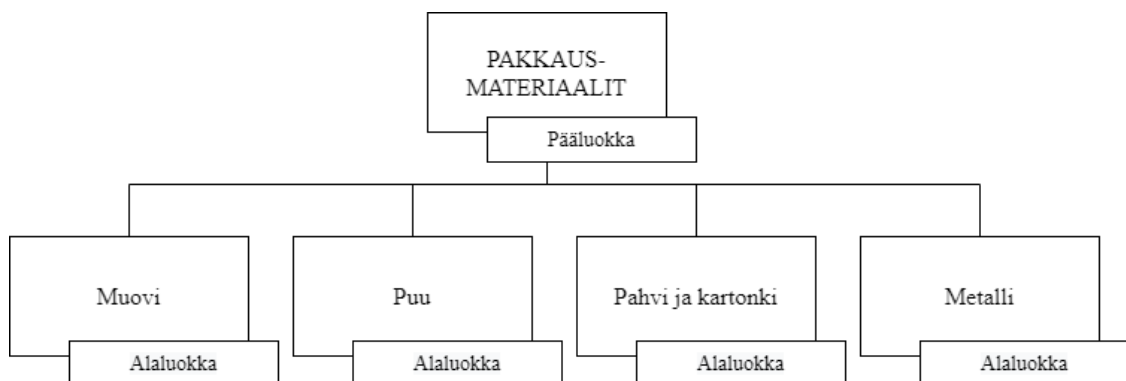 PAKKAUS-
MATERIAALIT
Pääluokka
Muovi
Puu
Pahvi ja kartonki
Metalli
Alaluokka
Alaluokka
Alaluokka
Alaluokka